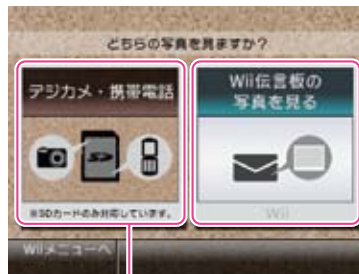 どちらの写真を見ますか?
デジカメ・携帯電話
SD
※SDカードのみ対応しています。
Wii伝言板の
写真を見る
Wii
Wiiメニューへ